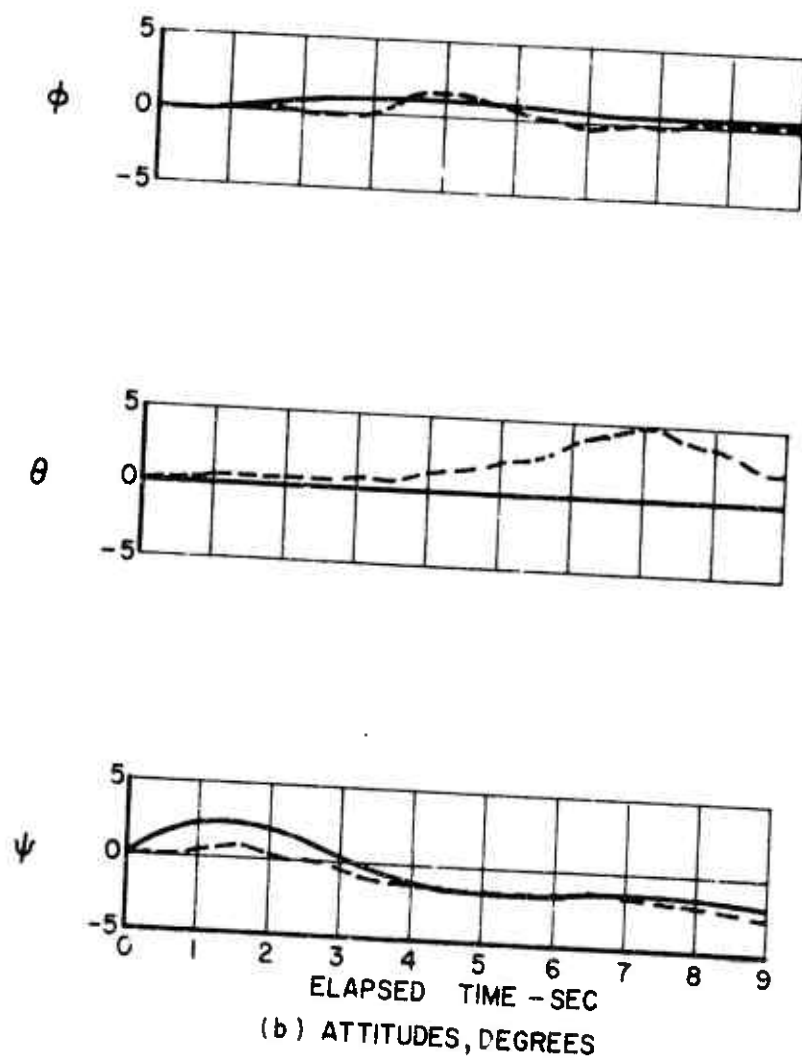 5
ϕ 0
-5
5
θ 0
-5
5
ψ 0
-5
0 1 2 3 4 5 6 7 8 9
ELAPSED TIME - SEC
(b) ATTITUDES, DEGREES